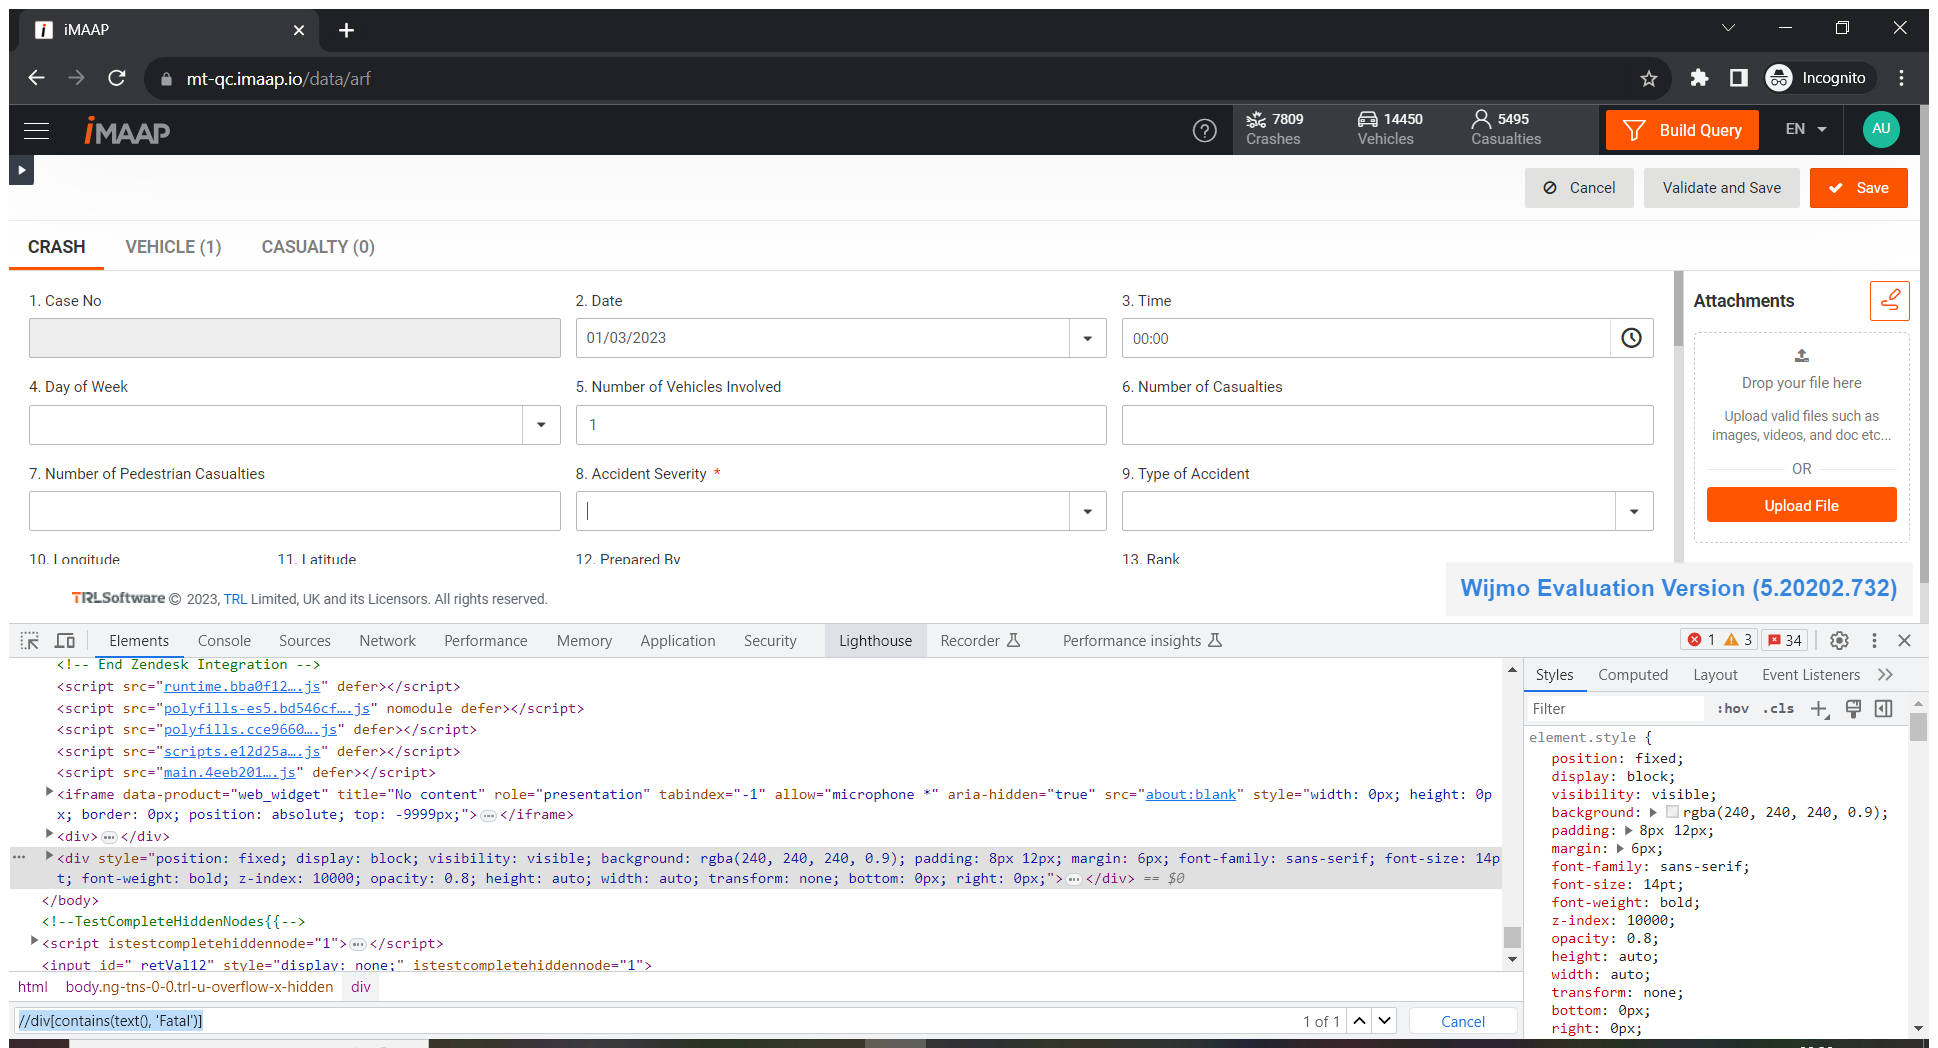 iMAAP
mt-qc.imaap.io/data/arf
Incognito
iMAAP
7809
Crashes
14450
Vehicles
5495
Casualties
Build Query
EN
AU
Cancel
Validate and Save
Save
CRASH
VEHICLE (1)
CASUALTY (0)
1. Case No
2. Date
3. Time
01/03/2023
00:00
4. Day of Week
5. Number of Vehicles Involved
6. Number of Casualties
1
7. Number of Pedestrian Casualties
8. Accident Severity *
9. Type of Accident
10. Longitude
11. Latitude
12. Prepared By
13. Rank
Attachments
Drop your file here
Upload valid files such as
images, videos, and doc etc...
OR
Upload File
TRLSoftware © 2023, TRL Limited, UK and its Licensors. All rights reserved.
Wijmo Evaluation Version (5.20202.732)
Elements
Console
Sources
Network
Performance
Memory
Application
Security
Lighthouse
Recorder
Performance insights
1
3
34
<!-- End Zendesk Integration -->
<script src="runtime.bba0f12….js" defer></script>
<script src="polyfills-es5.bd546cf….js" nomodule defer></script>
<script src="polyfills.cce9660….js" defer></script>
<script src="scripts.e12d25a….js" defer></script>
<script src="main.4eeb201….js" defer></script>
<iframe data-product="web_widget" title="No content" role="presentation" tabindex="-1" allow="microphone *" aria-hidden="true" src="about:blank" style="width: 0px; height: 0p
x; border: 0px; position: absolute; top: -9999px;">…</iframe>
<div>…</div>
… <div style="position: fixed; display: block; visibility: visible; background: rgba(240, 240, 240, 0.9); padding: 8px 12px; margin: 6px; font-family: sans-serif; font-size: 14p
t; font-weight: bold; z-index: 10000; opacity: 0.8; height: auto; width: auto; transform: none; bottom: 0px; right: 0px;">…</div> == $0
</body>
<!--TestCompleteHiddenNodes{{-->
<script istestcompletehiddennode="1">…</script>
<input id="_retVal12" style="display: none;" istestcompletehiddennode="1">
html
body.ng-tns-0-0.trl-u-overflow-x-hidden
div
//div[contains(text(), 'Fatal')]
1 of 1
Cancel
Styles
Computed
Layout
Event Listeners
Filter
:hov
.cls
element.style {
position: fixed;
display: block;
visibility: visible;
background: rgba(240, 240, 240, 0.9);
padding: 8px 12px;
margin: 6px;
font-family: sans-serif;
font-size: 14pt;
font-weight: bold;
z-index: 10000;
opacity: 0.8;
height: auto;
width: auto;
transform: none;
bottom: 0px;
right: 0px;